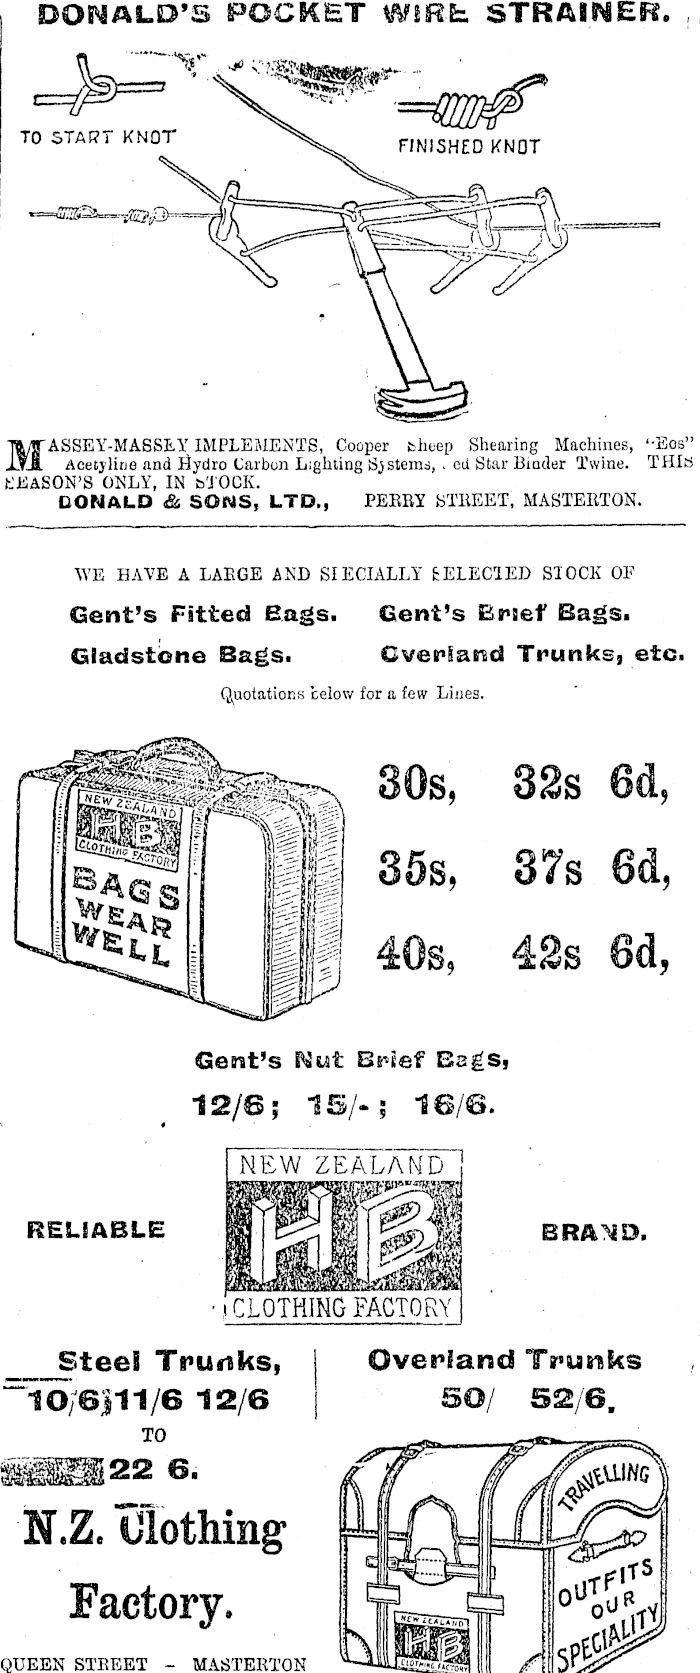 DONALD'S POCKET WIRE STRAINER.
TO START KNOT
FINISHED KNOT
MASSEY-MASSEY IMPLEMENTS, Cooper Sheep Shearing Machines, "Eos"
Acetyline and Hydro Carbon Lighting Systems, ed Star Binder Twine. THIS
SEASON'S ONLY, IN STOCK.
DONALD & SONS, LTD., PERRY STREET, MASTERTON.
WE HAVE A LARGE AND SPECIALLY SELECTED STOCK OF
Gent's Fitted Bags. Gent's Brief Bags.
Gladstone Bags. Overland Trunks, etc.
Quotations below for a few Lines.
NEW ZEALAND
HB
CLOTHING FACTORY
BAGS
WEAR
WELL
30s, 32s 6d,
35s, 37s 6d,
40s, 42s 6d,
Gent's Nut Brief Bags,
12/6; 15/-; 16/6.
NEW ZEALAND
RELIABLE HB BRAND.
CLOTHING FACTORY
Steel Trunks,
10/6; 11/6 12/6
TO
22 6.
Overland Trunks
50/ 52/6.
N.Z. Clothing
Factory.
QUEEN STREET - MASTERTON
TRAVELLING
OUTFITS
OUR
SPECIALITY
NEW ZEALAND
HB
CLOTHING FACTORY